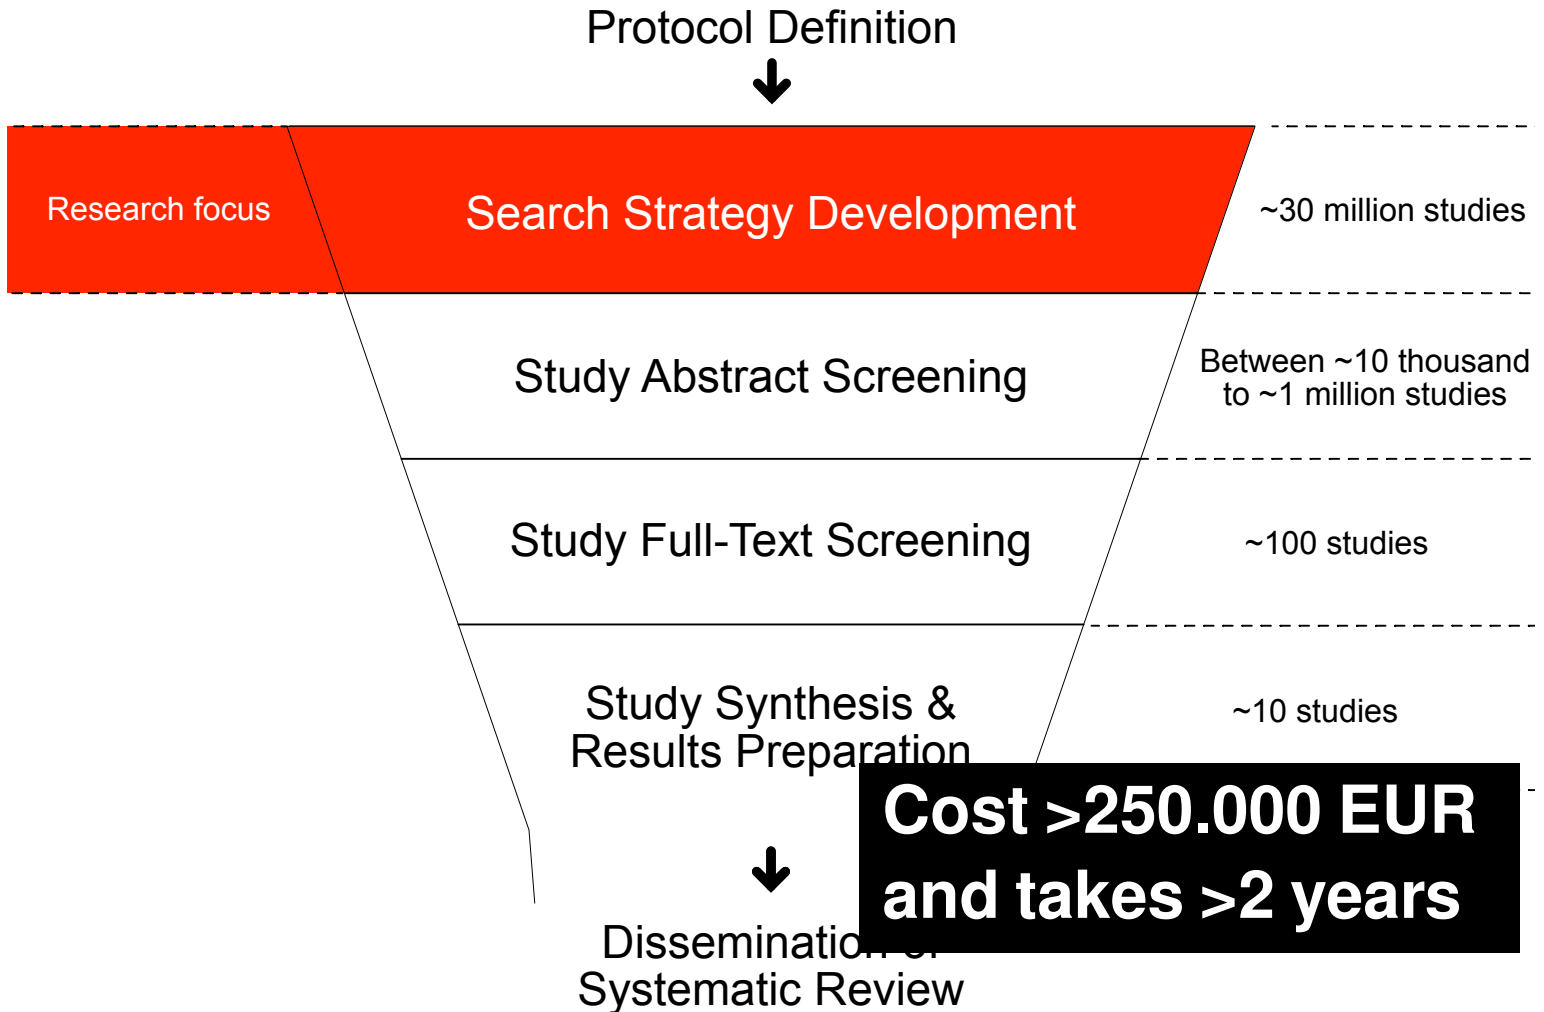 Protocol Definition
Research focus
Search Strategy Development
~30 million studies
Study Abstract Screening
Between ~10 thousand
to ~1 million studies
Study Full-Text Screening
~100 studies
Study Synthesis &
Results Preparation
~10 studies
Cost >250.000 EUR
and takes >2 years
Dissemination of
Systematic Review